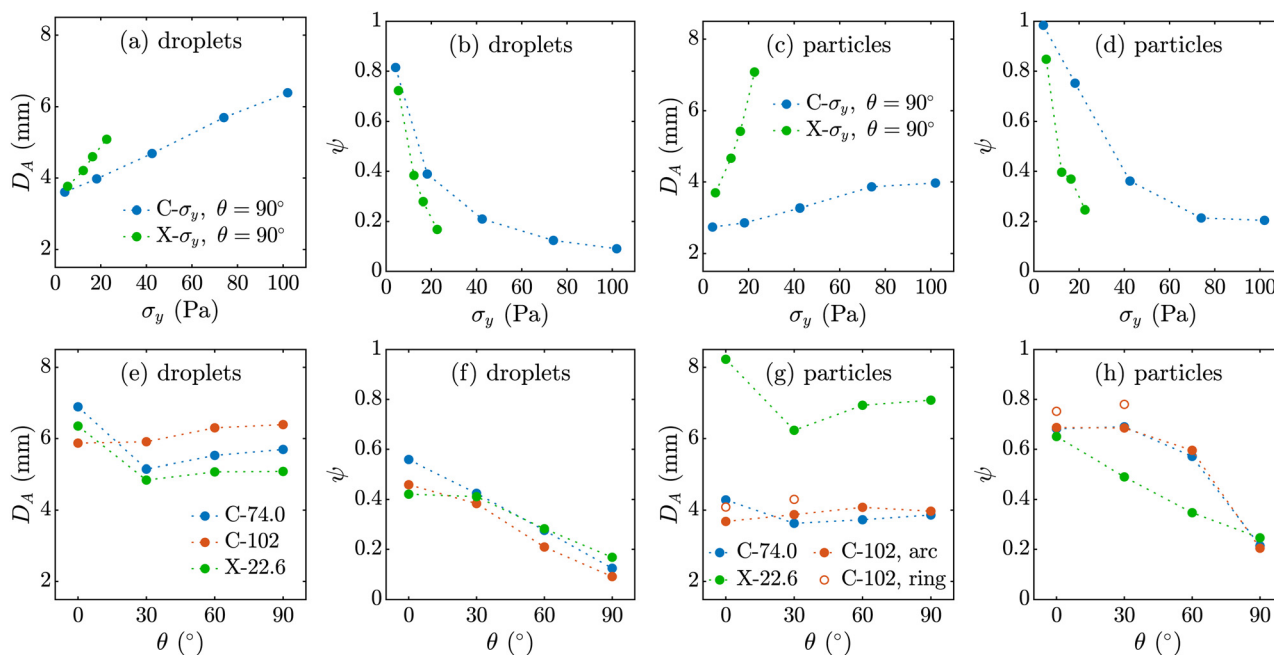 (a) droplets
D_A (mm)
8
6
4
2
C-σ_y, θ = 90°
X-σ_y, θ = 90°
0 20 40 60 80 100
σ_y (Pa)
(b) droplets
ψ
1
0.8
0.6
0.4
0.2
0
0 20 40 60 80 100
σ_y (Pa)
(c) particles
D_A (mm)
8
6
4
2
C-σ_y, θ = 90°
X-σ_y, θ = 90°
0 20 40 60 80 100
σ_y (Pa)
(d) particles
ψ
1
0.8
0.6
0.4
0.2
0
0 20 40 60 80 100
σ_y (Pa)
(e) droplets
D_A (mm)
8
6
4
2
C-74.0
C-102
X-22.6
0 30 60 90
θ (°)
(f) droplets
ψ
1
0.8
0.6
0.4
0.2
0
0 30 60 90
θ (°)
(g) particles
D_A (mm)
8
6
4
2
C-74.0 C-102, arc
X-22.6 C-102, ring
0 30 60 90
θ (°)
(h) particles
ψ
1
0.8
0.6
0.4
0.2
0
0 30 60 90
θ (°)